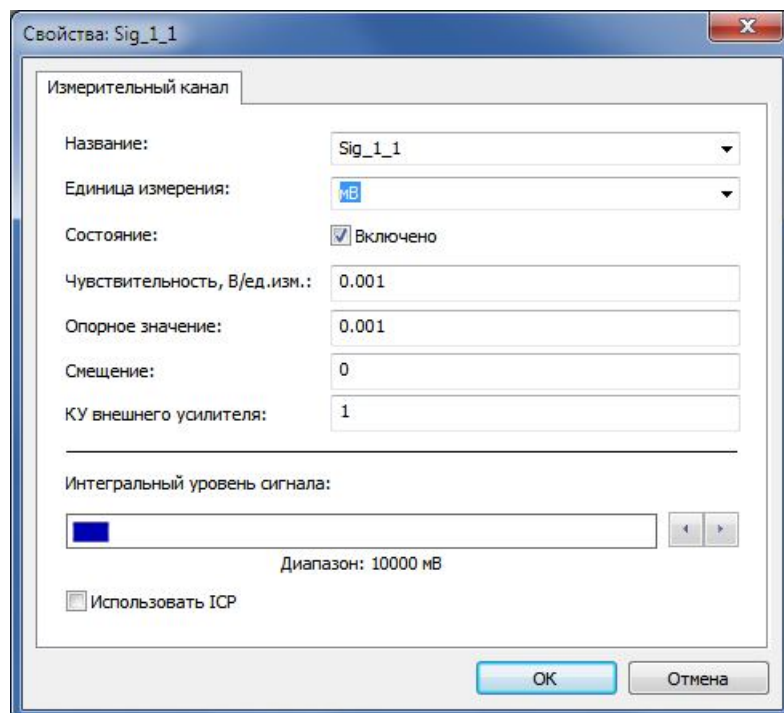 Свойства: Sig_1_1
Измерительный канал
Название: Sig_1_1
Единица измерения: мВ
Состояние: Включено
Чувствительность, В/ед.изм.: 0.001
Опорное значение: 0.001
Смещение: 0
КУ внешнего усилителя: 1
Интегральный уровень сигнала:
Диапазон: 10000 мВ
Использовать ICP
OK Отмена